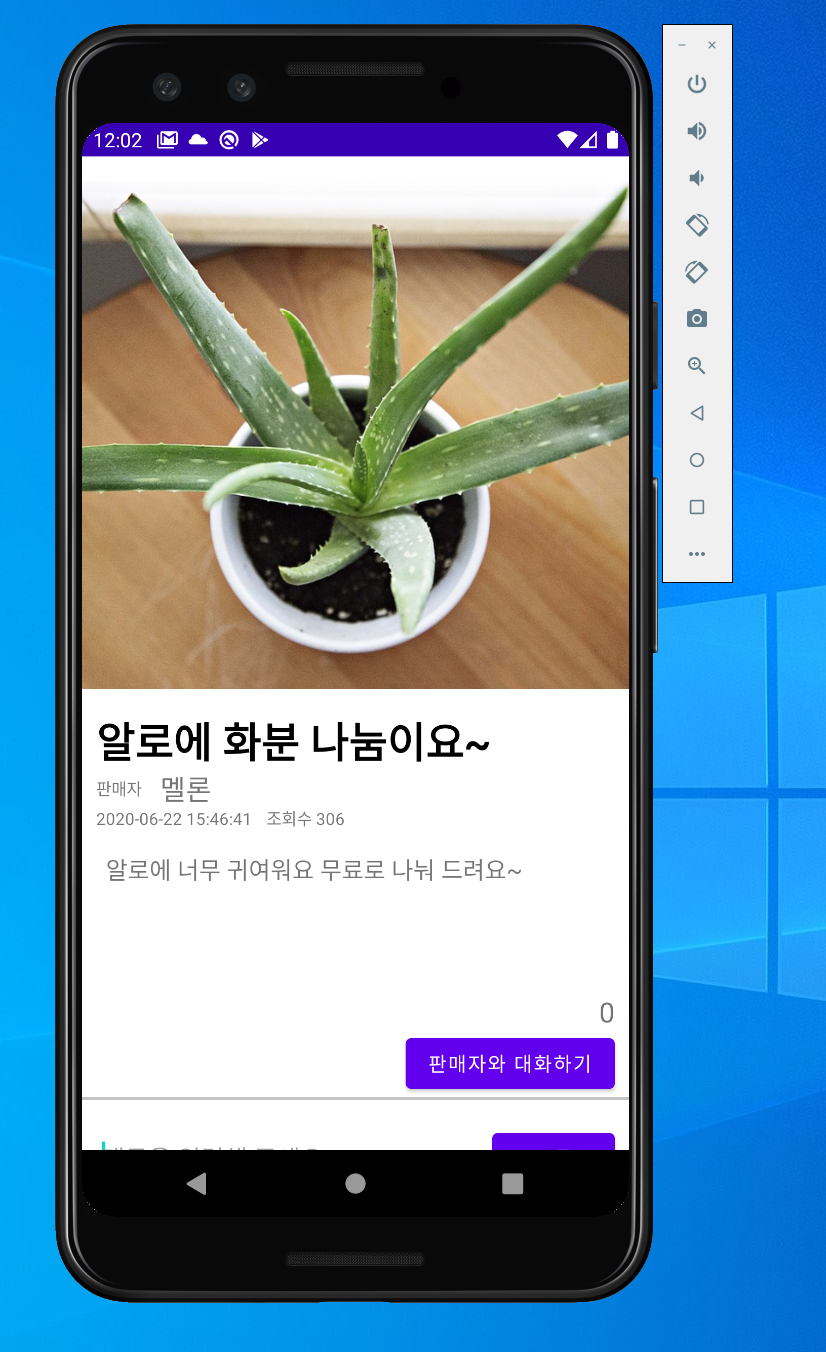 12:02
알로에 화분 나눔이요~
판매자 멜론
2020-06-22 15:46:41 조회수 306
알로에 너무 귀여워요 무료로 나눠 드려요~
0
판매자와 대화하기